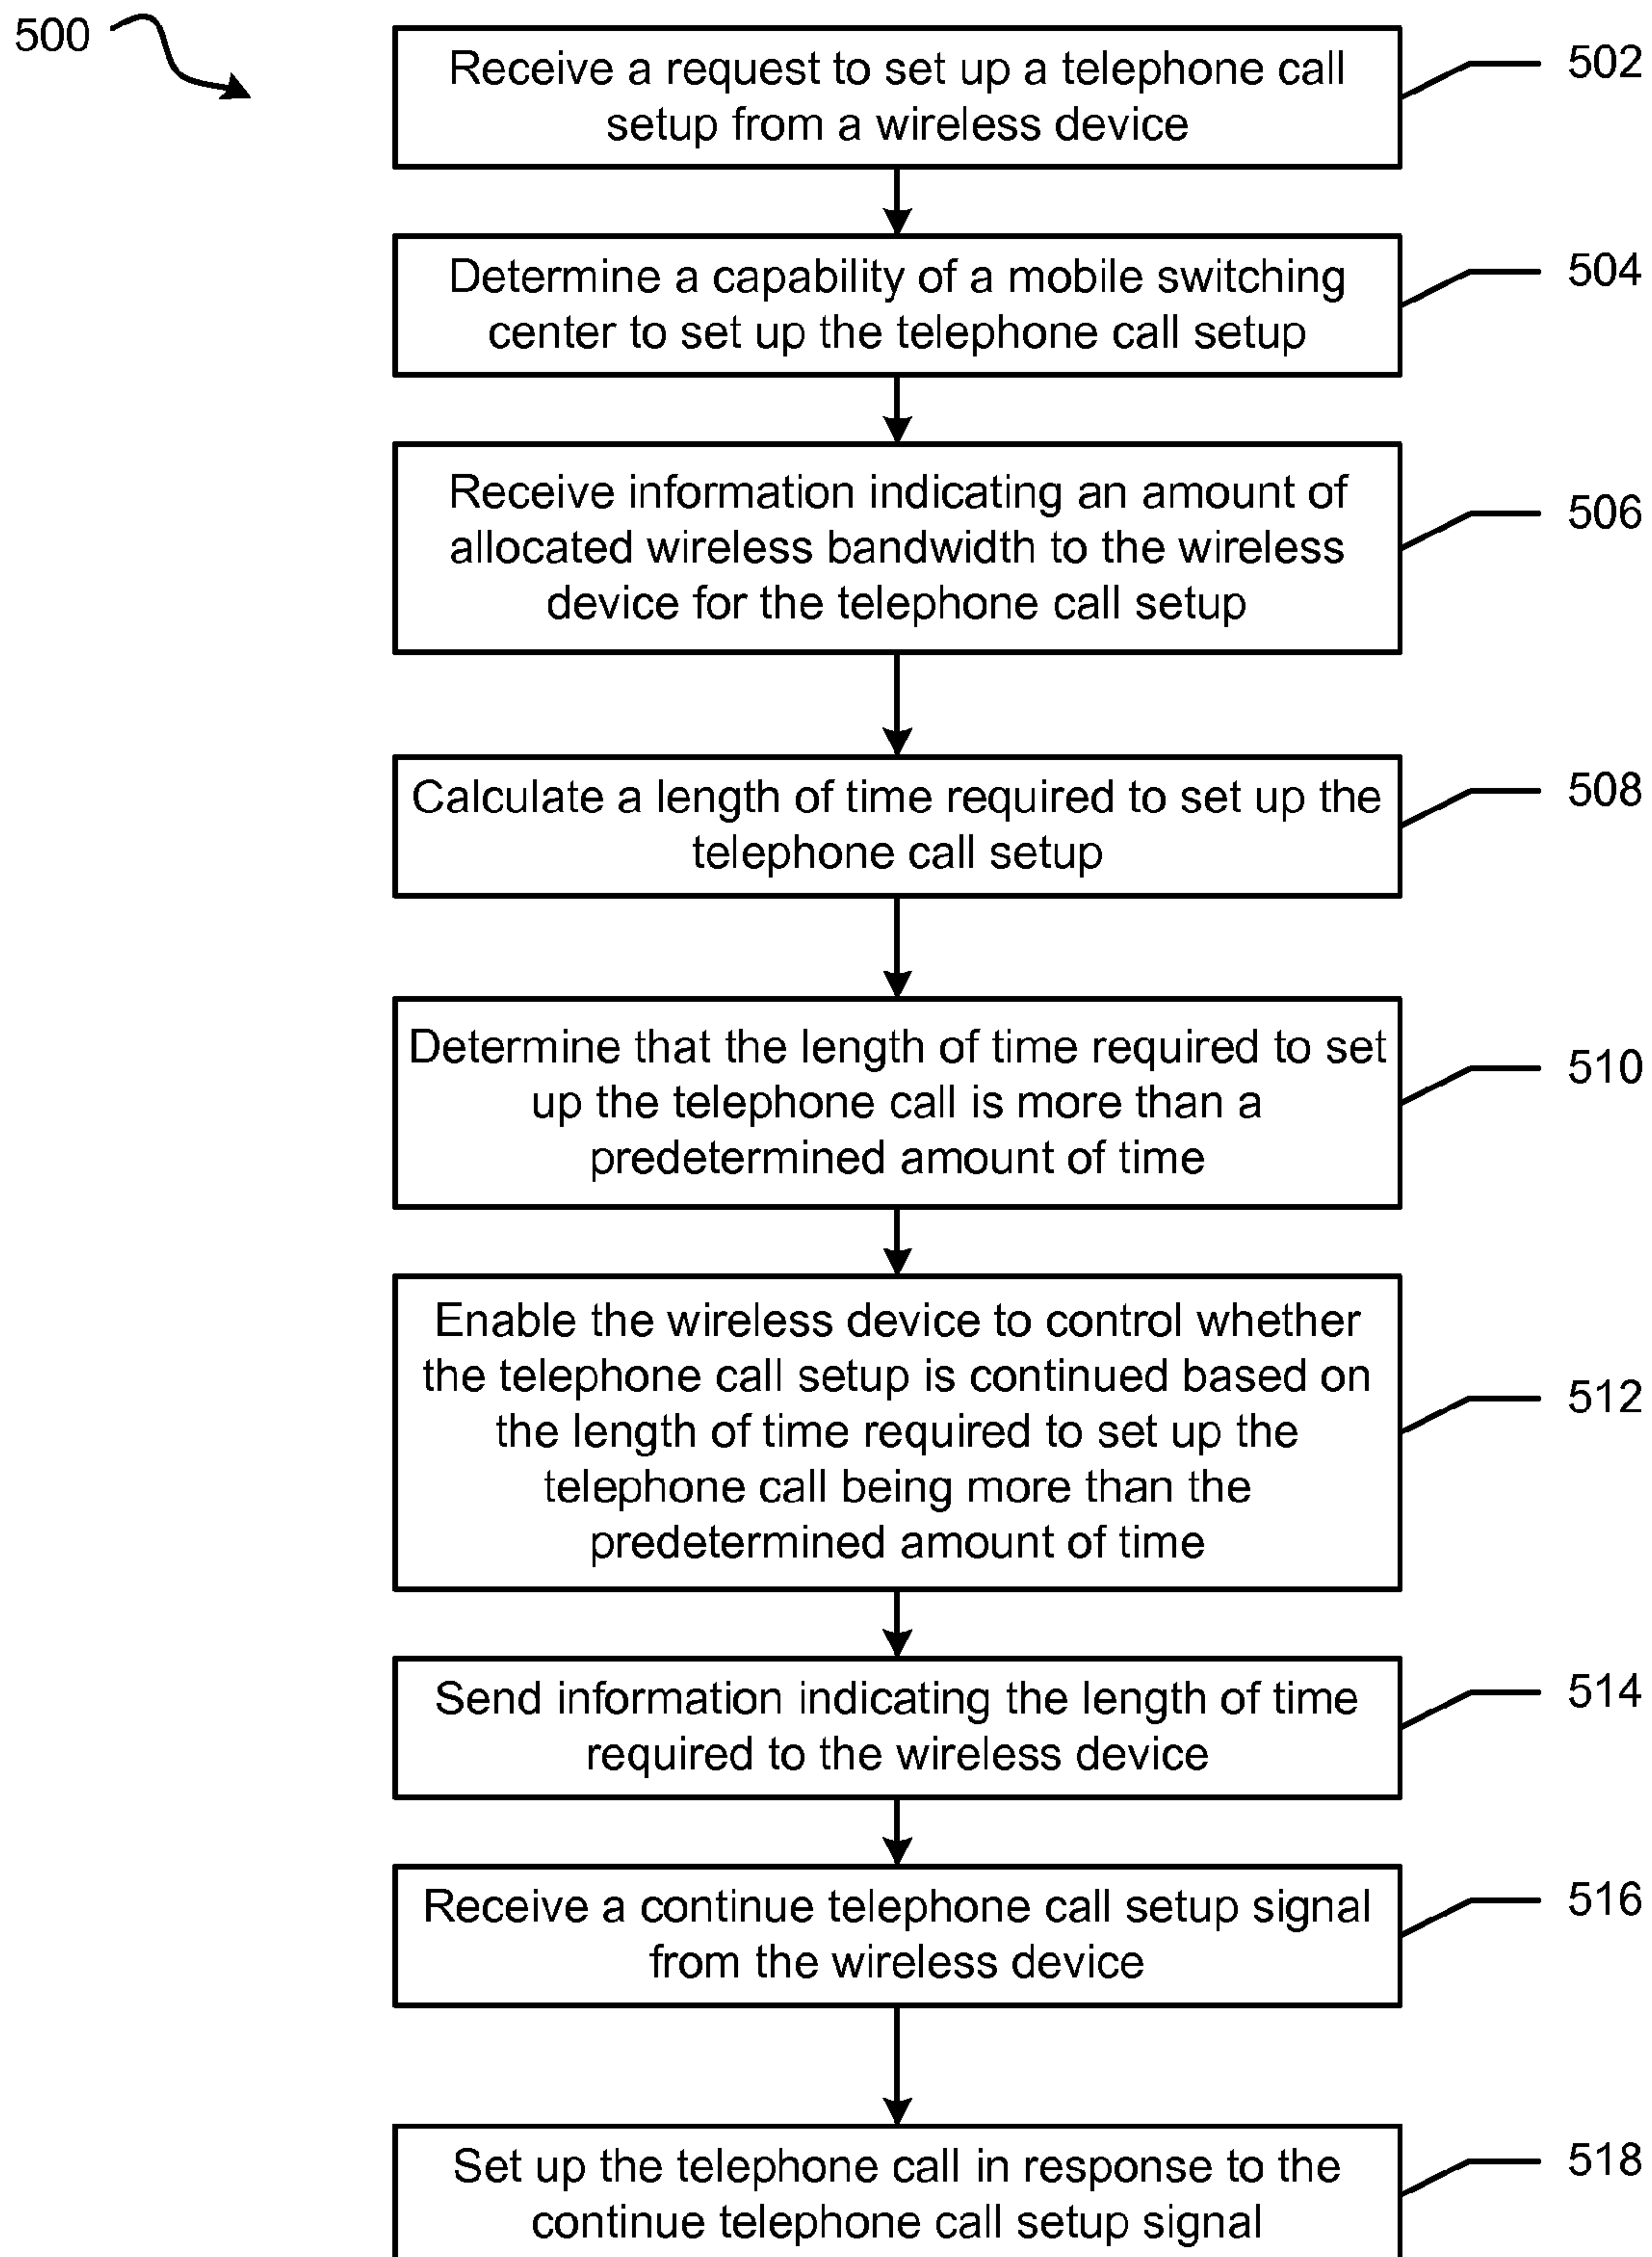 500
Receive a request to set up a telephone call
setup from a wireless device
502
Determine a capability of a mobile switching
center to set up the telephone call setup
504
Receive information indicating an amount of
allocated wireless bandwidth to the wireless
device for the telephone call setup
506
Calculate a length of time required to set up the
telephone call setup
508
Determine that the length of time required to set
up the telephone call is more than a
predetermined amount of time
510
Enable the wireless device to control whether
the telephone call setup is continued based on
the length of time required to set up the
telephone call being more than the
predetermined amount of time
512
Send information indicating the length of time
required to the wireless device
514
Receive a continue telephone call setup signal
from the wireless device
516
Set up the telephone call in response to the
continue telephone call setup signal
518